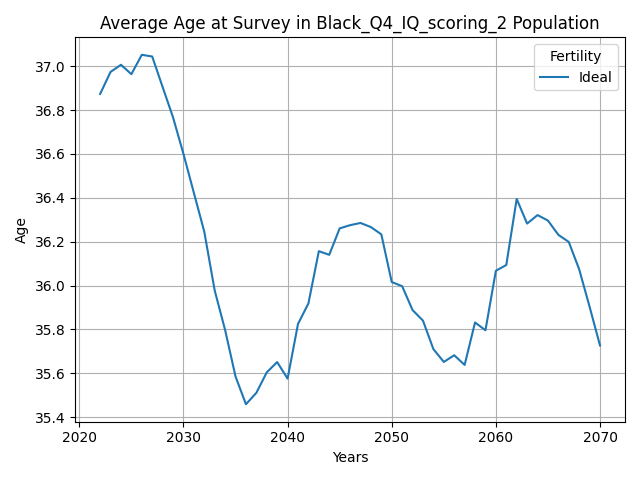 Average Age at Survey in Black_Q4_IQ_scoring_2 Population
Fertility
Ideal
37.0
36.8
36.6
36.4
36.2
36.0
35.8
35.6
35.4
Age
2020 2030 2040 2050 2060 2070
Years